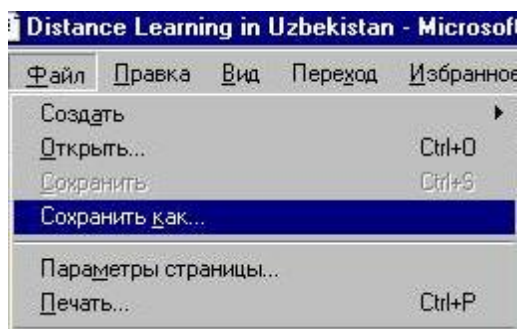 Distance Learning in Uzbekistan - Microsoft
Файл Правка Вид Переход Избранное
Создать
Открыть... Ctrl+O
Сохранить Ctrl+S
Сохранить как...
Параметры страницы...
Печать... Ctrl+P